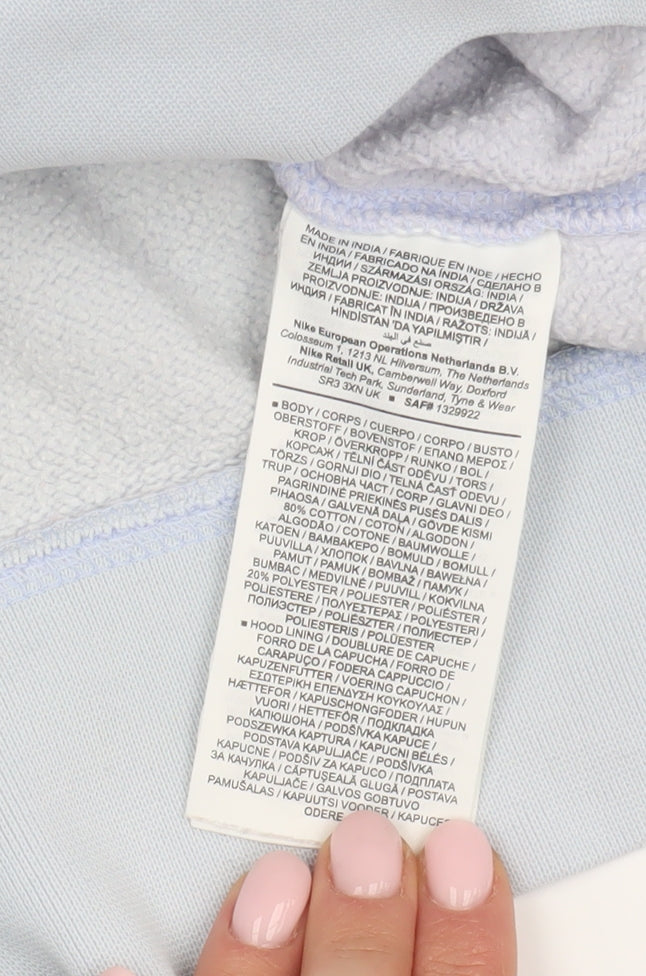 MADE IN INDIA / FABRIQUE EN INDE / HECHO
EN INDIA / FABRICADO NA ÍNDIA / СДЕЛАНО В
ИНДИИ / SZÁRMAZÁSI ORSZÁG: INDIA /
ZEMLJA PROIZVODNJE: INDIJA / DRŽAVA
PROIZVODNJE: INDIJA / ПРОИЗВЕДЕНО В
ИНДИЯ / FABRICAT ÎN INDIA / RAŽOTS: INDIJĀ /
HİNDİSTAN 'DA YAPILMIŞTIR /
صنع في الهند
Nike European Operations Netherlands B.V.
Colosseum 1, 1213 NL Hilversum, The Netherlands
Nike Retail UK, Camberwell Way, Doxford
Industrial Tech Park, Sunderland, Tyne & Wear
SR3 3XN UK ▪ SAF# 1329922
▪ BODY / CORPS / CUERPO / CORPO / BUSTO /
OBERSTOFF / BOVENSTOF / ΕΠΑΝΩ ΜΕΡΟΣ /
KROP / ÖVERKROPP / RUNKO / BOL /
КОРСАЖ / TĚLNÍ ČÁST ODĚVU / TORS /
TÖRZS / GORNJI DIO / TELNÁ ČASŤ ODEVU /
TRUP / ОСНОВНА ЧАСТ / CORP / GLAVNI DEO /
PAGRINDINĖ PRIEKINĖS PUSĖS DALIS /
PIHAOSA / GALVENĀ DAĻA / GÖVDE KISMI
80% COTTON / COTON / ALGODON /
ALGODÃO / COTONE / BAUMWOLLE /
KATOEN / ΒΑΜΒΑΚΕΡΟ / BOMULD / BOMULL /
PUUVILLA / ХЛОПОК / BAVLNA / BAWEŁNA /
PAMUT / PAMUK / BOMBAŽ / ПАМУК /
BUMBAC / MEDVILNĖ / PUUVILL / KOKVILNA
20% POLYESTER / POLIESTER / POLIÉSTER /
POLIESTERE / ΠΟΛΥΕΣΤΕΡΑΣ / POLYESTERI /
ПОЛИЭСТЕР / POLIÉSZTER / ПОЛИЕСТЕР /
POLIESTERIS / POLÜESTER
▪ HOOD LINING / DOUBLURE DE CAPUCHE /
FORRO DE LA CAPUCHA / FORRO DE
CARAPUÇO / FODERA CAPPUCCIO /
KAPUZENFUTTER / VOERING CAPUCHON /
ΕΣΩΤΕΡΙΚΗ ΕΠΕΝΔΥΣΗ ΚΟΥΚΟΥΛΑΣ /
HÆTTEFOR / KAPUSCHONGFODER / HUPUN
VUORI / HETTEFÔR / ПОДКЛАДКА
КАПЮШОНА / PODŠÍVKA KAPUCE /
PODSZEWKA KAPTURA / KAPUCNI BÉLÉS /
PODSTAVA KAPULJAČE / PODŠÍVKA
KAPUCNE / PODŠIV ZA KAPUCO / ПОДПЛАТА
ЗА КАЧУЛКА / CĂPTUȘEALĂ GLUGĂ / POSTAVA
KAPULJAČE / GALVOS GOBTUVO
PAMUŠALAS / KAPUUTSI VOODER / KAPUCES
ODERE